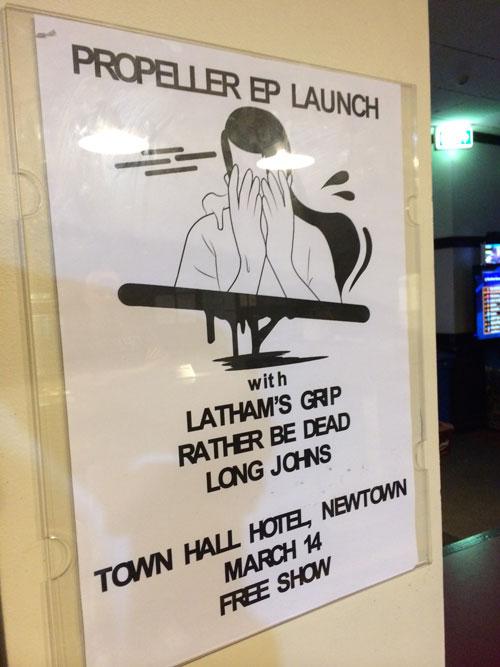 PROPELLER EP LAUNCH
with
LATHAM'S GRIP
RATHER BE DEAD
LONG JOHNS
TOWN HALL HOTEL, NEWTOWN
MARCH 14
FREE SHOW